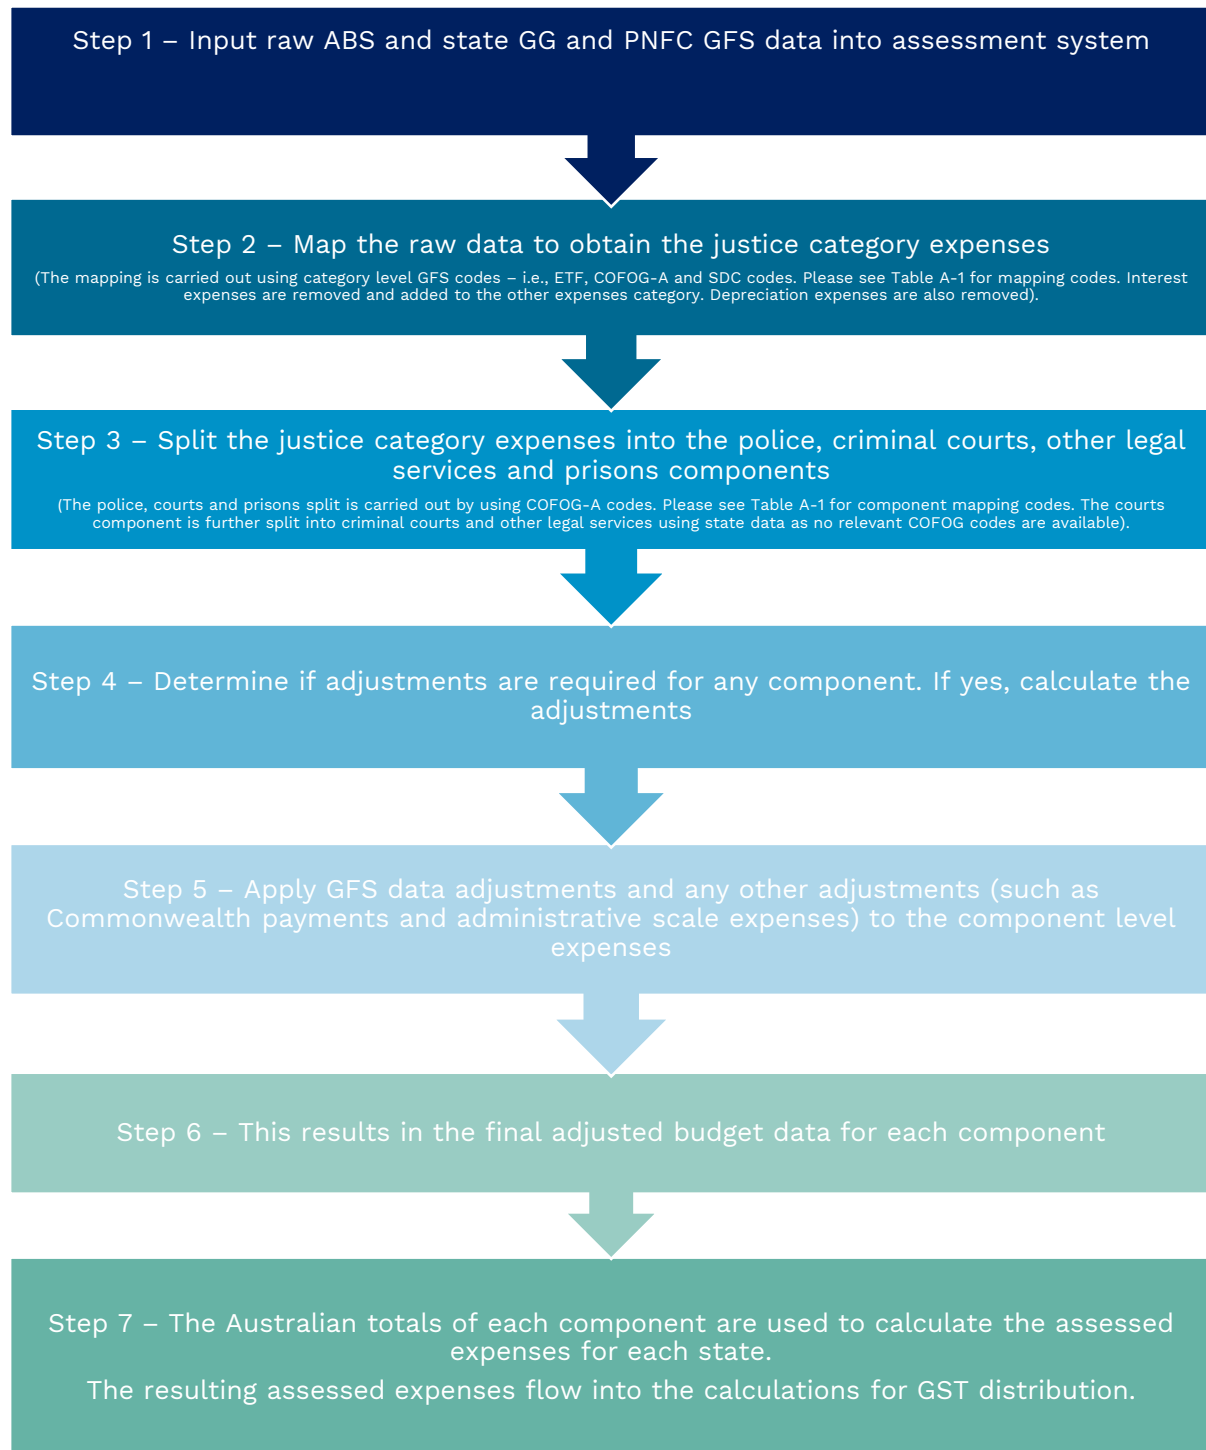 Step 1 – Input raw ABS and state GG and PNFC GFS data into assessment system
Step 2 – Map the raw data to obtain the justice category expenses
(The mapping is carried out using category level GFS codes – i.e., ETF, COFOG-A and SDC codes. Please see Table A-1 for mapping codes. Interest
expenses are removed and added to the other expenses category. Depreciation expenses are also removed).
Step 3 – Split the justice category expenses into the police, criminal courts, other legal
services and prisons components
(The police, courts and prisons split is carried out by using COFOG-A codes. Please see Table A-1 for component mapping codes. The courts
component is further split into criminal courts and other legal services using state data as no relevant COFOG codes are available).
Step 4 – Determine if adjustments are required for any component. If yes, calculate the
adjustments
Step 5 – Apply GFS data adjustments and any other adjustments (such as
Commonwealth payments and administrative scale expenses) to the component level
expenses
Step 6 – This results in the final adjusted budget data for each component
Step 7 – The Australian totals of each component are used to calculate the assessed
expenses for each state.
The resulting assessed expenses flow into the calculations for GST distribution.